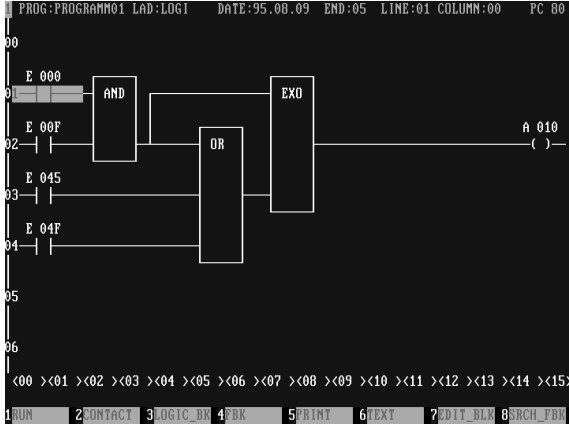 1 PROG:PROGRAMM01 LAD:LOGI DATE:95.08.09 END:05 LINE:01 COLUMN:00 PC 80
00
E 000
01 AND EXO
E 00F A 010
02 OR ( )
E 045
03
E 04F
04
05
06
<00 ><01 ><02 ><03 ><04 ><05 ><06 ><07 ><08 ><09 ><10 ><11 ><12 ><13 ><14 ><15>
1RUN 2CONTACT 3LOGIC_BK 4FBK 5PRINT 6TEXT 7EDIT_BLK 8SRCH_FBK